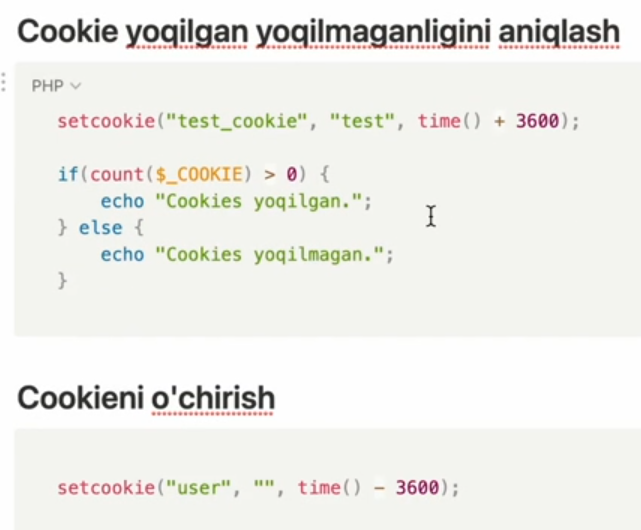 Cookie yoqilgan yoqilmaganligini aniqlash
PHP
setcookie("test_cookie", "test", time() + 3600);
if(count($_COOKIE) > 0) {
    echo "Cookies yoqilgan.";
} else {
    echo "Cookies yoqilmagan.";
}
Cookieni o'chirish
setcookie("user", "", time() − 3600);